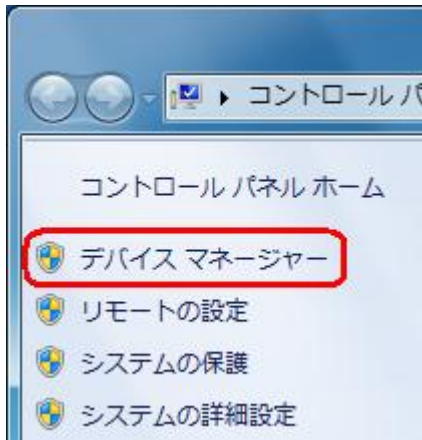 コントロール パ
コントロール パネル ホーム
デバイス マネージャー
リモートの設定
システムの保護
システムの詳細設定